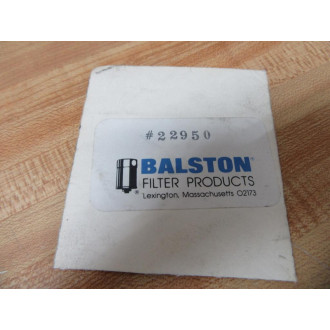 #22950
BALSTON®
FILTER PRODUCTS
Lexington, Massachusetts 02173